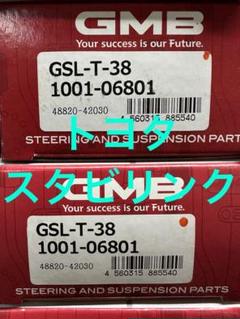 GMB
Your success is our Future.
GSL-T-38
1001-06801
48820-42030
4 560315 885540
STEERING AND SUSPENSION PARTS
トヨタ
スタビリンク
GMB
Your success is our Future.
GSL-T-38
1001-06801
48820-42030
4 560315 885540
STEERING AND SUSPENSION PARTS